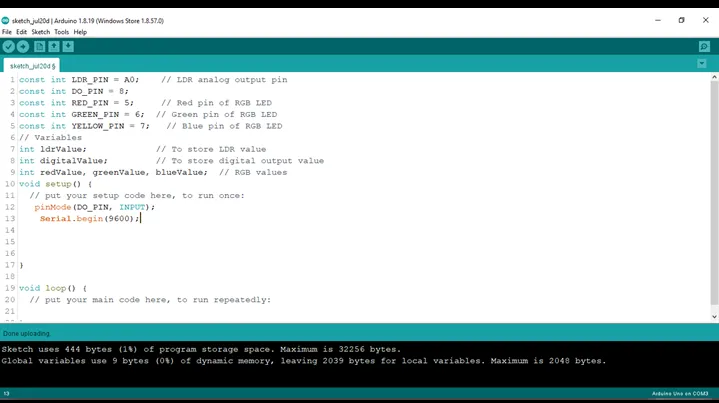 sketch_jul20d | Arduino 1.8.19 (Windows Store 1.8.57.0)
File Edit Sketch Tools Help
sketch_jul20d §
1 const int LDR_PIN = A0; // LDR analog output pin
2 const int DO_PIN = 8;
3 const int RED_PIN = 5; // Red pin of RGB LED
4 const int GREEN_PIN = 6; // Green pin of RGB LED
5 const int YELLOW_PIN = 7; // Blue pin of RGB LED
6 // Variables
7 int ldrValue; // To store LDR value
8 int digitalValue; // To store digital output value
9 int redValue, greenValue, blueValue; // RGB values
10 void setup() {
11 // put your setup code here, to run once:
12 pinMode(DO_PIN, INPUT);
13 Serial.begin(9600);
14
15
16
17 }
18
19 void loop() {
20 // put your main code here, to run repeatedly:
21
Done uploading.
Sketch uses 444 bytes (1%) of program storage space. Maximum is 32256 bytes.
Global variables use 9 bytes (0%) of dynamic memory, leaving 2039 bytes for local variables. Maximum is 2048 bytes.
13
Arduino Uno on COM3